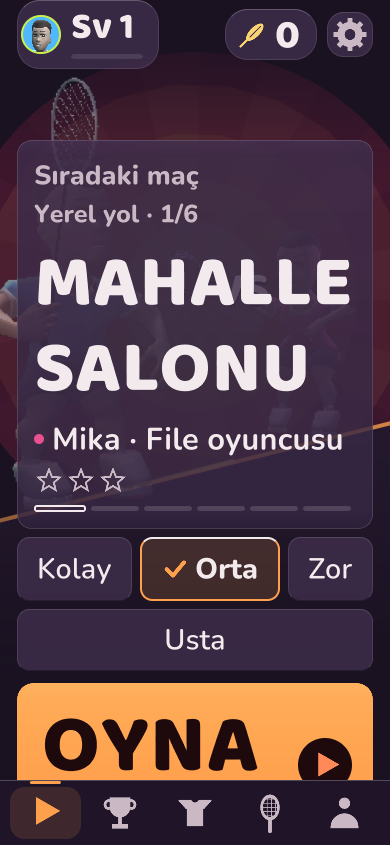 Sv 1
0
Sıradaki maç
Yerel yol · 1/6
MAHALLE
SALONU
Mika · File oyuncusu
Kolay
Orta
Zor
Usta
OYNA